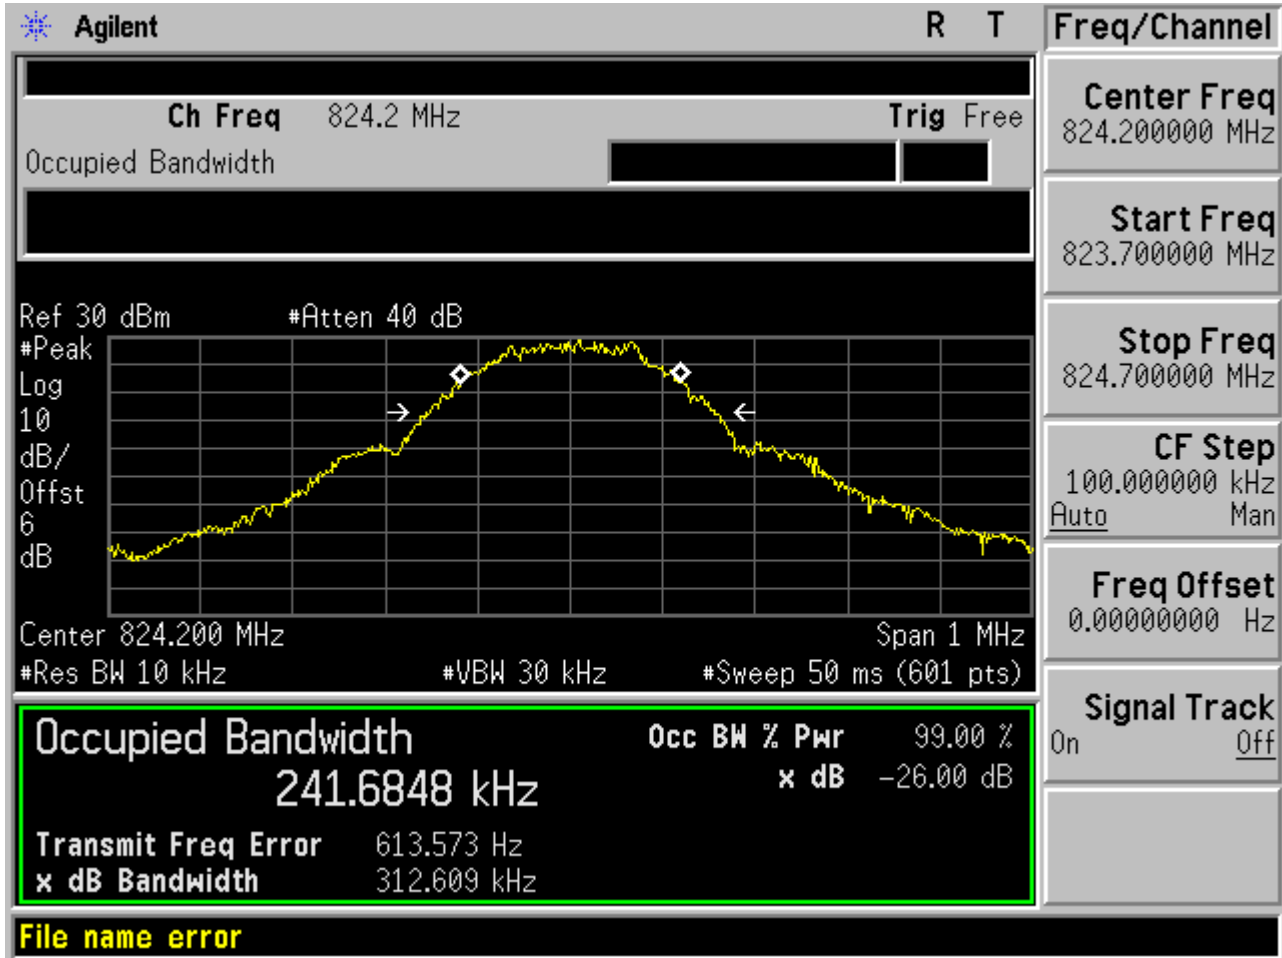 Agilent R T
Freq/Channel
Ch Freq 824.2 MHz Trig Free
Occupied Bandwidth
Center Freq
824.200000 MHz
Start Freq
823.700000 MHz
Stop Freq
824.700000 MHz
CF Step
100.000000 kHz
Auto Man
Freq Offset
0.00000000 Hz
Signal Track
On Off
Ref 30 dBm #Atten 40 dB
#Peak
Log
10
dB/
Offst
6
dB
Center 824.200 MHz Span 1 MHz
#Res BW 10 kHz #VBW 30 kHz #Sweep 50 ms (601 pts)
Occupied Bandwidth
241.6848 kHz
Occ BW % Pwr 99.00 %
x dB -26.00 dB
Transmit Freq Error 613.573 Hz
x dB Bandwidth 312.609 kHz
File name error